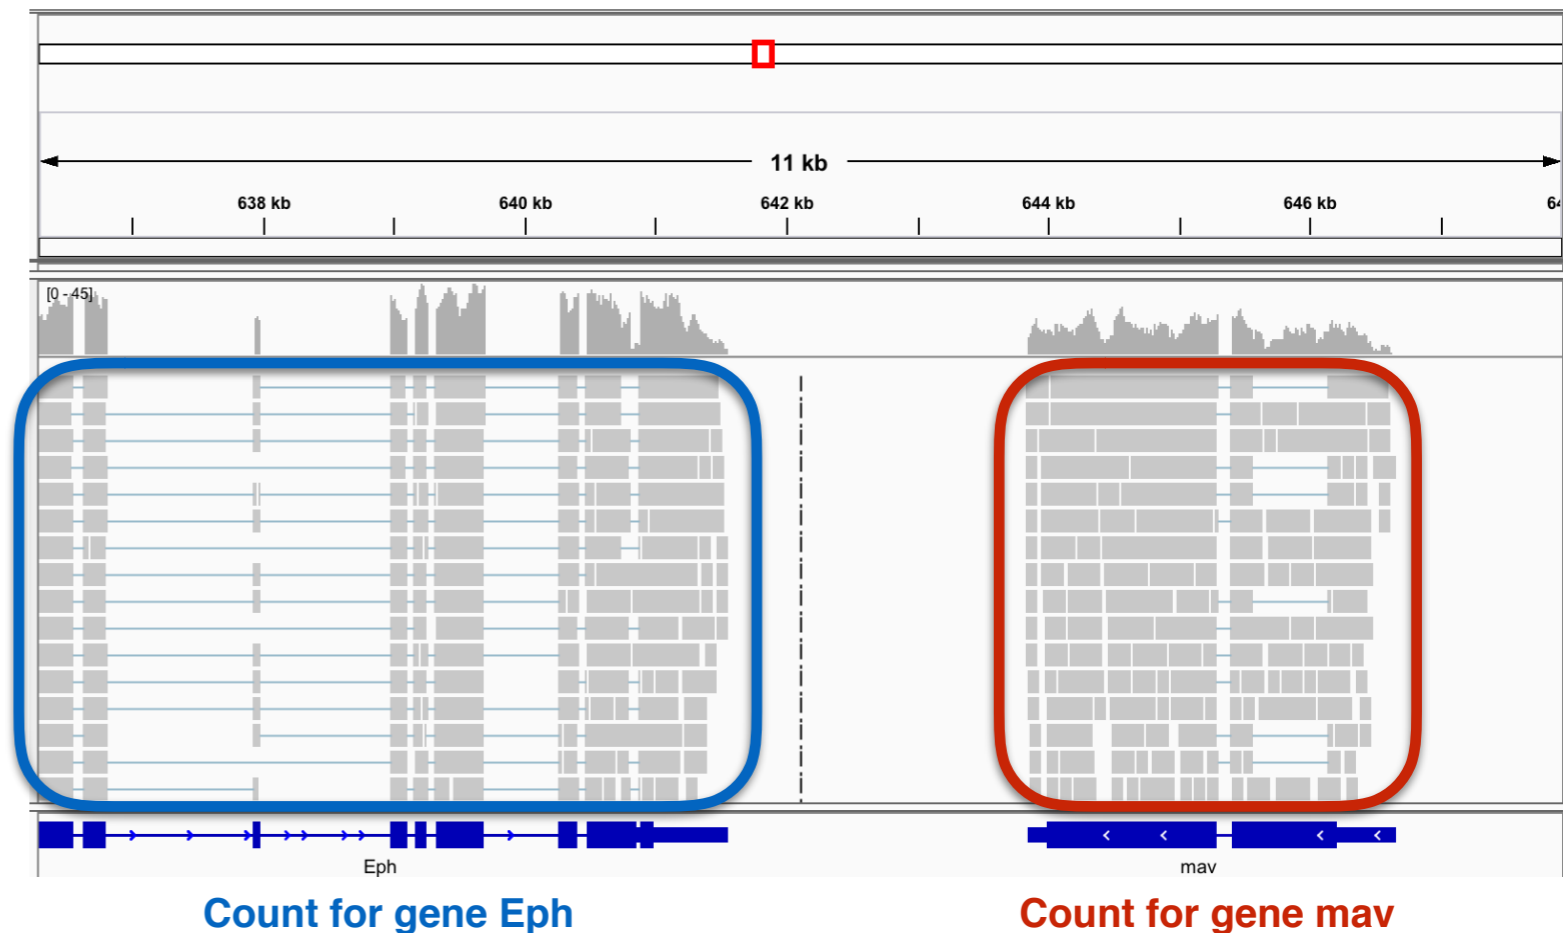 11 kb
638 kb 640 kb 642 kb 644 kb 646 kb
[0 - 45]
Eph mav
Count for gene Eph Count for gene mav